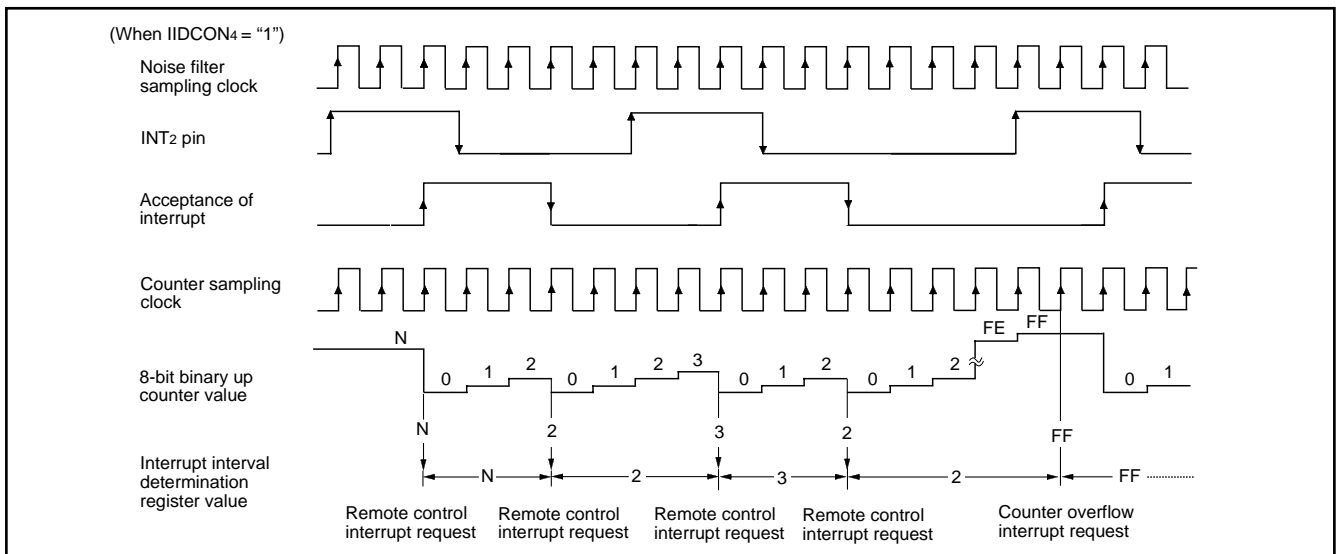 (When IIDCON4 = “1”)
Noise filter
sampling clock
INT2 pin
Acceptance of
interrupt
Counter sampling
clock
8-bit binary up
counter value
N 0 1 2 0 1 2 3 0 1 2 0 1 2 FE FF 0 1
N 2 3 2 FF
Interrupt interval
determination
register value
N 2 3 2 FF
Remote control
interrupt request
Remote control
interrupt request
Remote control
interrupt request
Remote control
interrupt request
Counter overflow
interrupt request